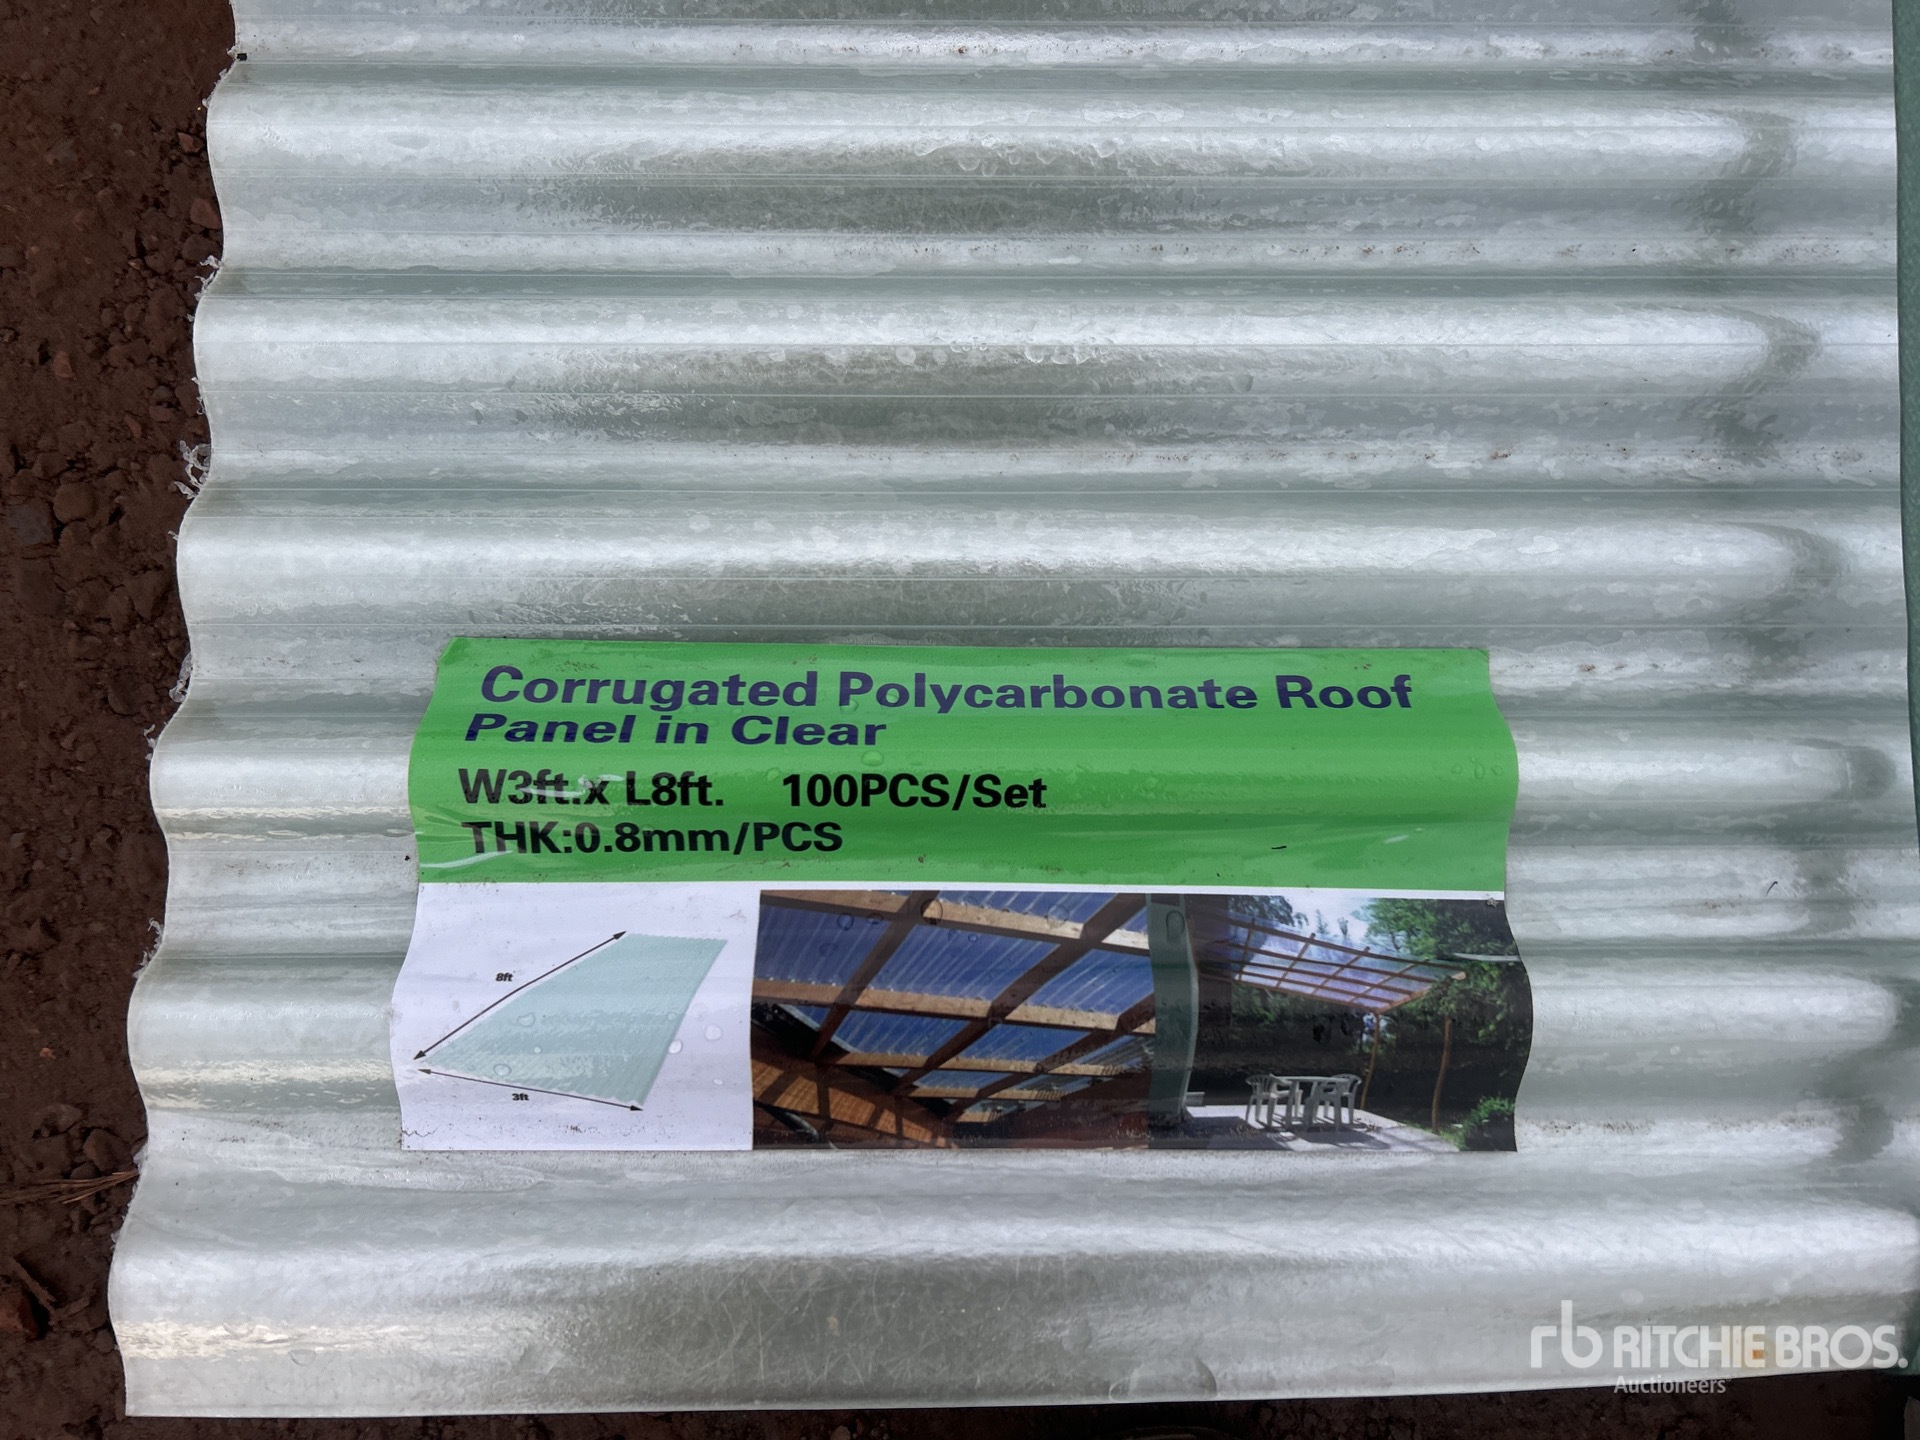 Corrugated Polycarbonate Roof
Panel in Clear
W3ft.x L8ft. 100PCS/Set
THK:0.8mm/PCS
8ft
3ft
rb RITCHIE BROS.
Auctioneers